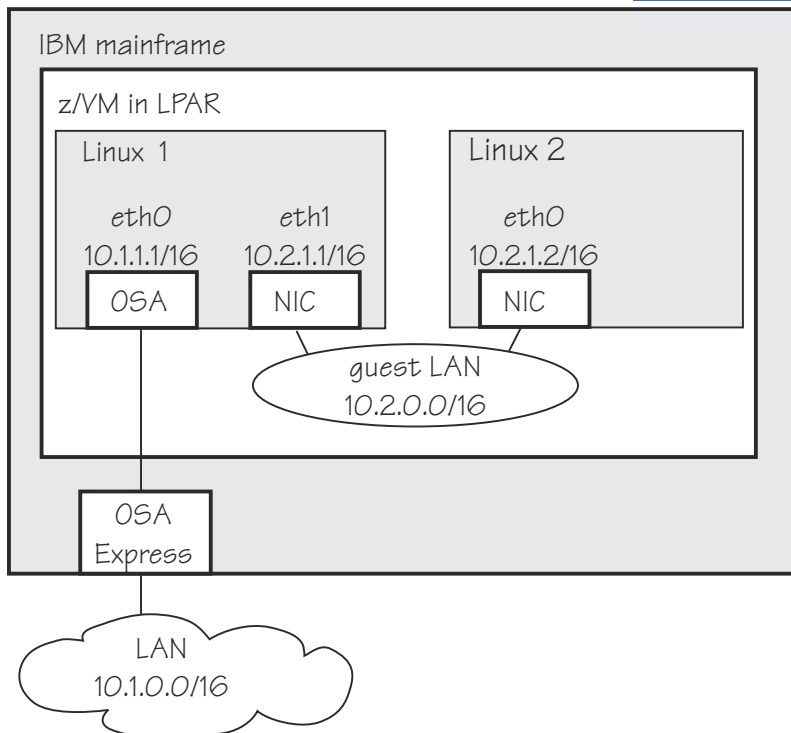 IBM mainframe
z/VM in LPAR
Linux 1
Linux 2
eth0
eth1
eth0
10.1.1.1/16
10.2.1.1/16
10.2.1.2/16
OSA
NIC
NIC
guest LAN
10.2.0.0/16
OSA
Express
LAN
10.1.0.0/16